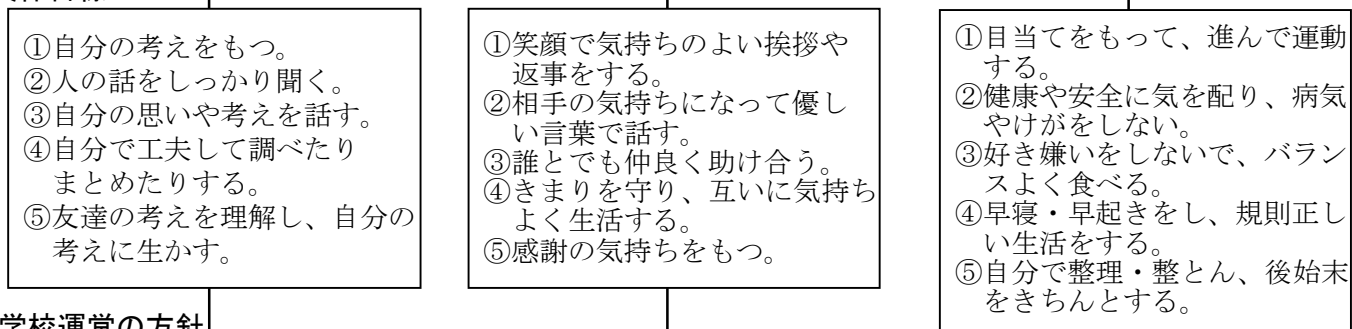 ①自分の考えをもつ。
②人の話をしっかり聞く。
③自分の思いや考えを話す。
④自分で工夫して調べたり
まとめたりする。
⑤友達の考えを理解し、自分の
考えに生かす。
①笑顔で気持ちのよい挨拶や
返事をする。
②相手の気持ちになって優し
い言葉で話す。
③誰とでも仲良く助け合う。
④きまりを守り、互いに気持ち
よく生活する。
⑤感謝の気持ちをもつ。
①目当てをもって、進んで運動
する。
②健康や安全に気を配り、病気
やけがをしない。
③好き嫌いをしないで、バラン
スよく食べる。
④早寝・早起きをし、規則正し
い生活をする。
⑤自分で整理・整とん、後始末
をきちんとする。
学校運営の方針